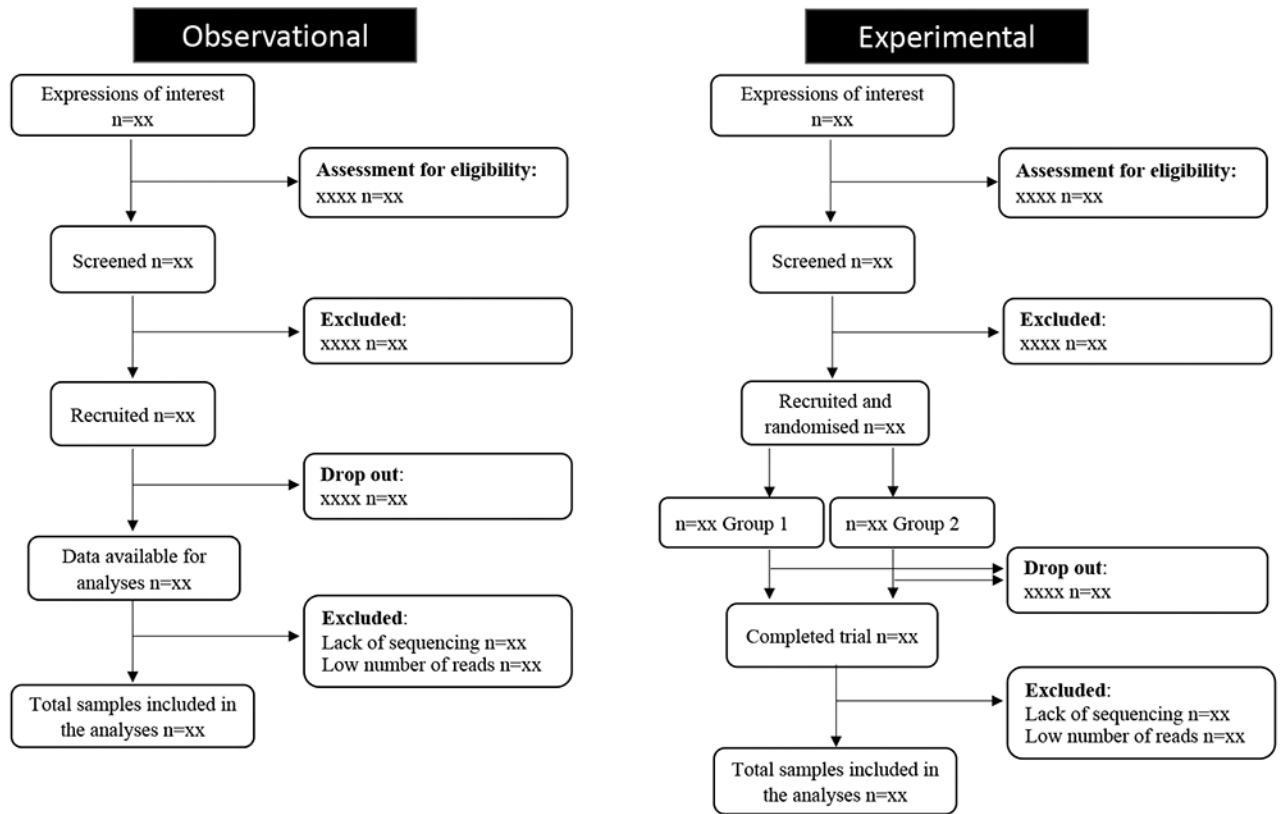 Observational
Expressions of interest
n=xx
Assessment for eligibility:
xxxx n=xx
Screened n=xx
Excluded:
xxxx n=xx
Recruited n=xx
Drop out:
xxxx n=xx
Data available for
analyses n=xx
Excluded:
Lack of sequencing n=xx
Low number of reads n=xx
Total samples included in
the analyses n=xx
Experimental
Expressions of interest
n=xx
Assessment for eligibility:
xxxx n=xx
Screened n=xx
Excluded:
xxxx n=xx
Recruited and
randomised n=xx
n=xx Group 1
n=xx Group 2
Drop out:
xxxx n=xx
Completed trial n=xx
Excluded:
Lack of sequencing n=xx
Low number of reads n=xx
Total samples included in
the analyses n=xx